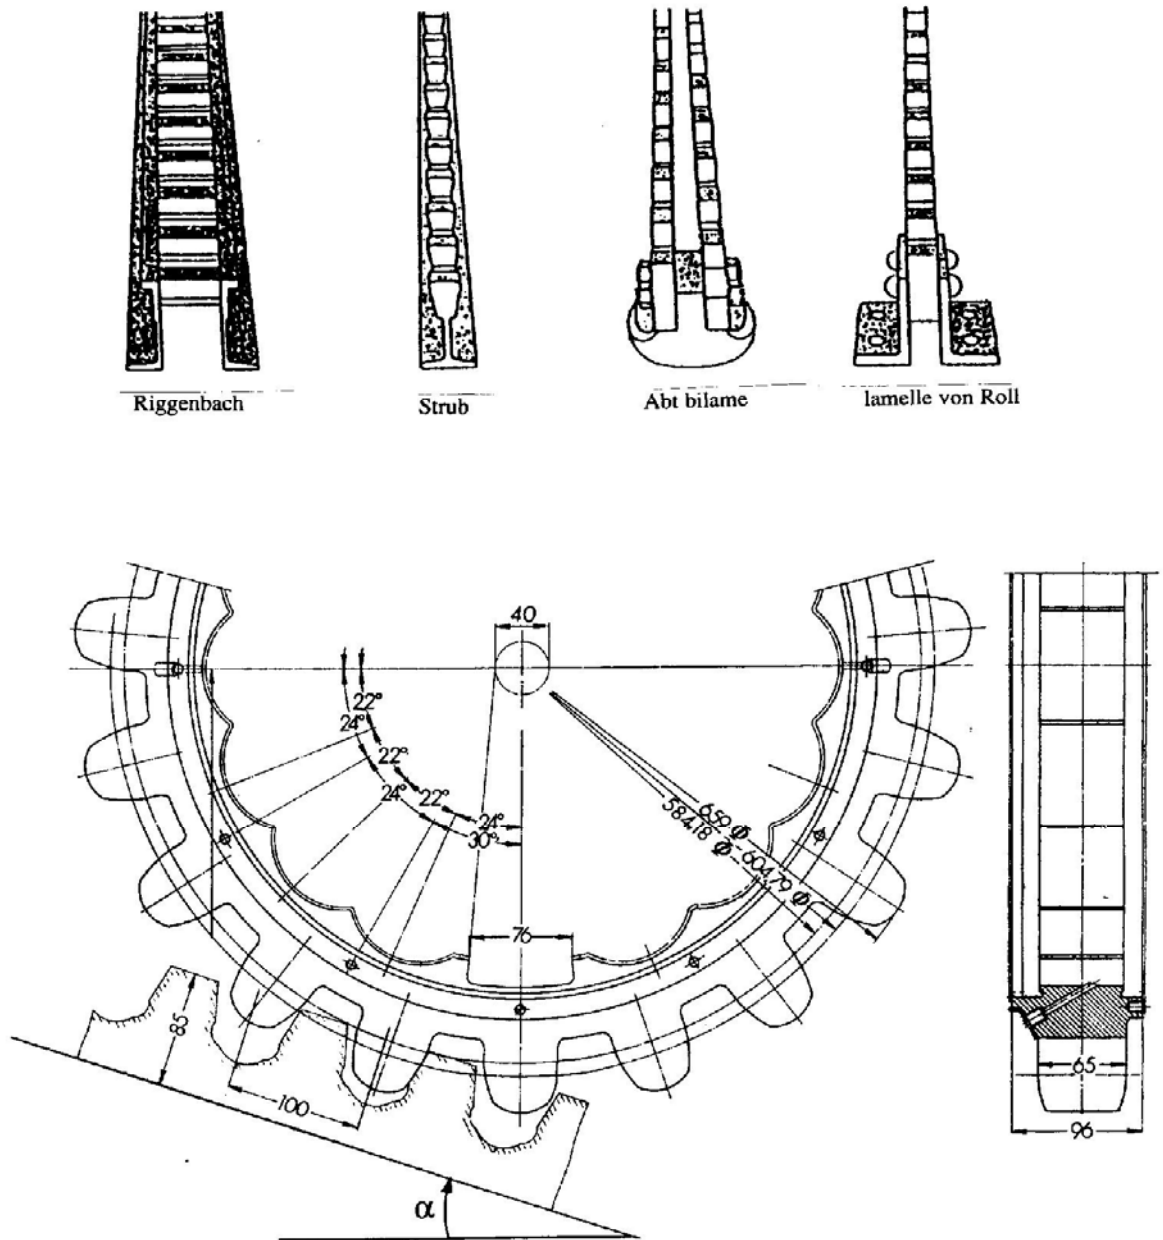 Riggenbach
Strub
Abt bilame
lamelle von Roll
40
22°
24°
22°
24°
22°
24°
30°
659 Φ
584,18 Φ
604,79 Φ
76
85
100
α
65
96